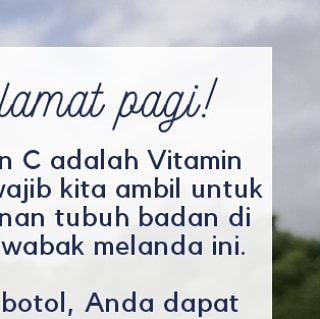 lamat pagi!
n C adalah Vitamin
wajib kita ambil untuk
nan tubuh badan di
wabak melanda ini.
botol, Anda dapat